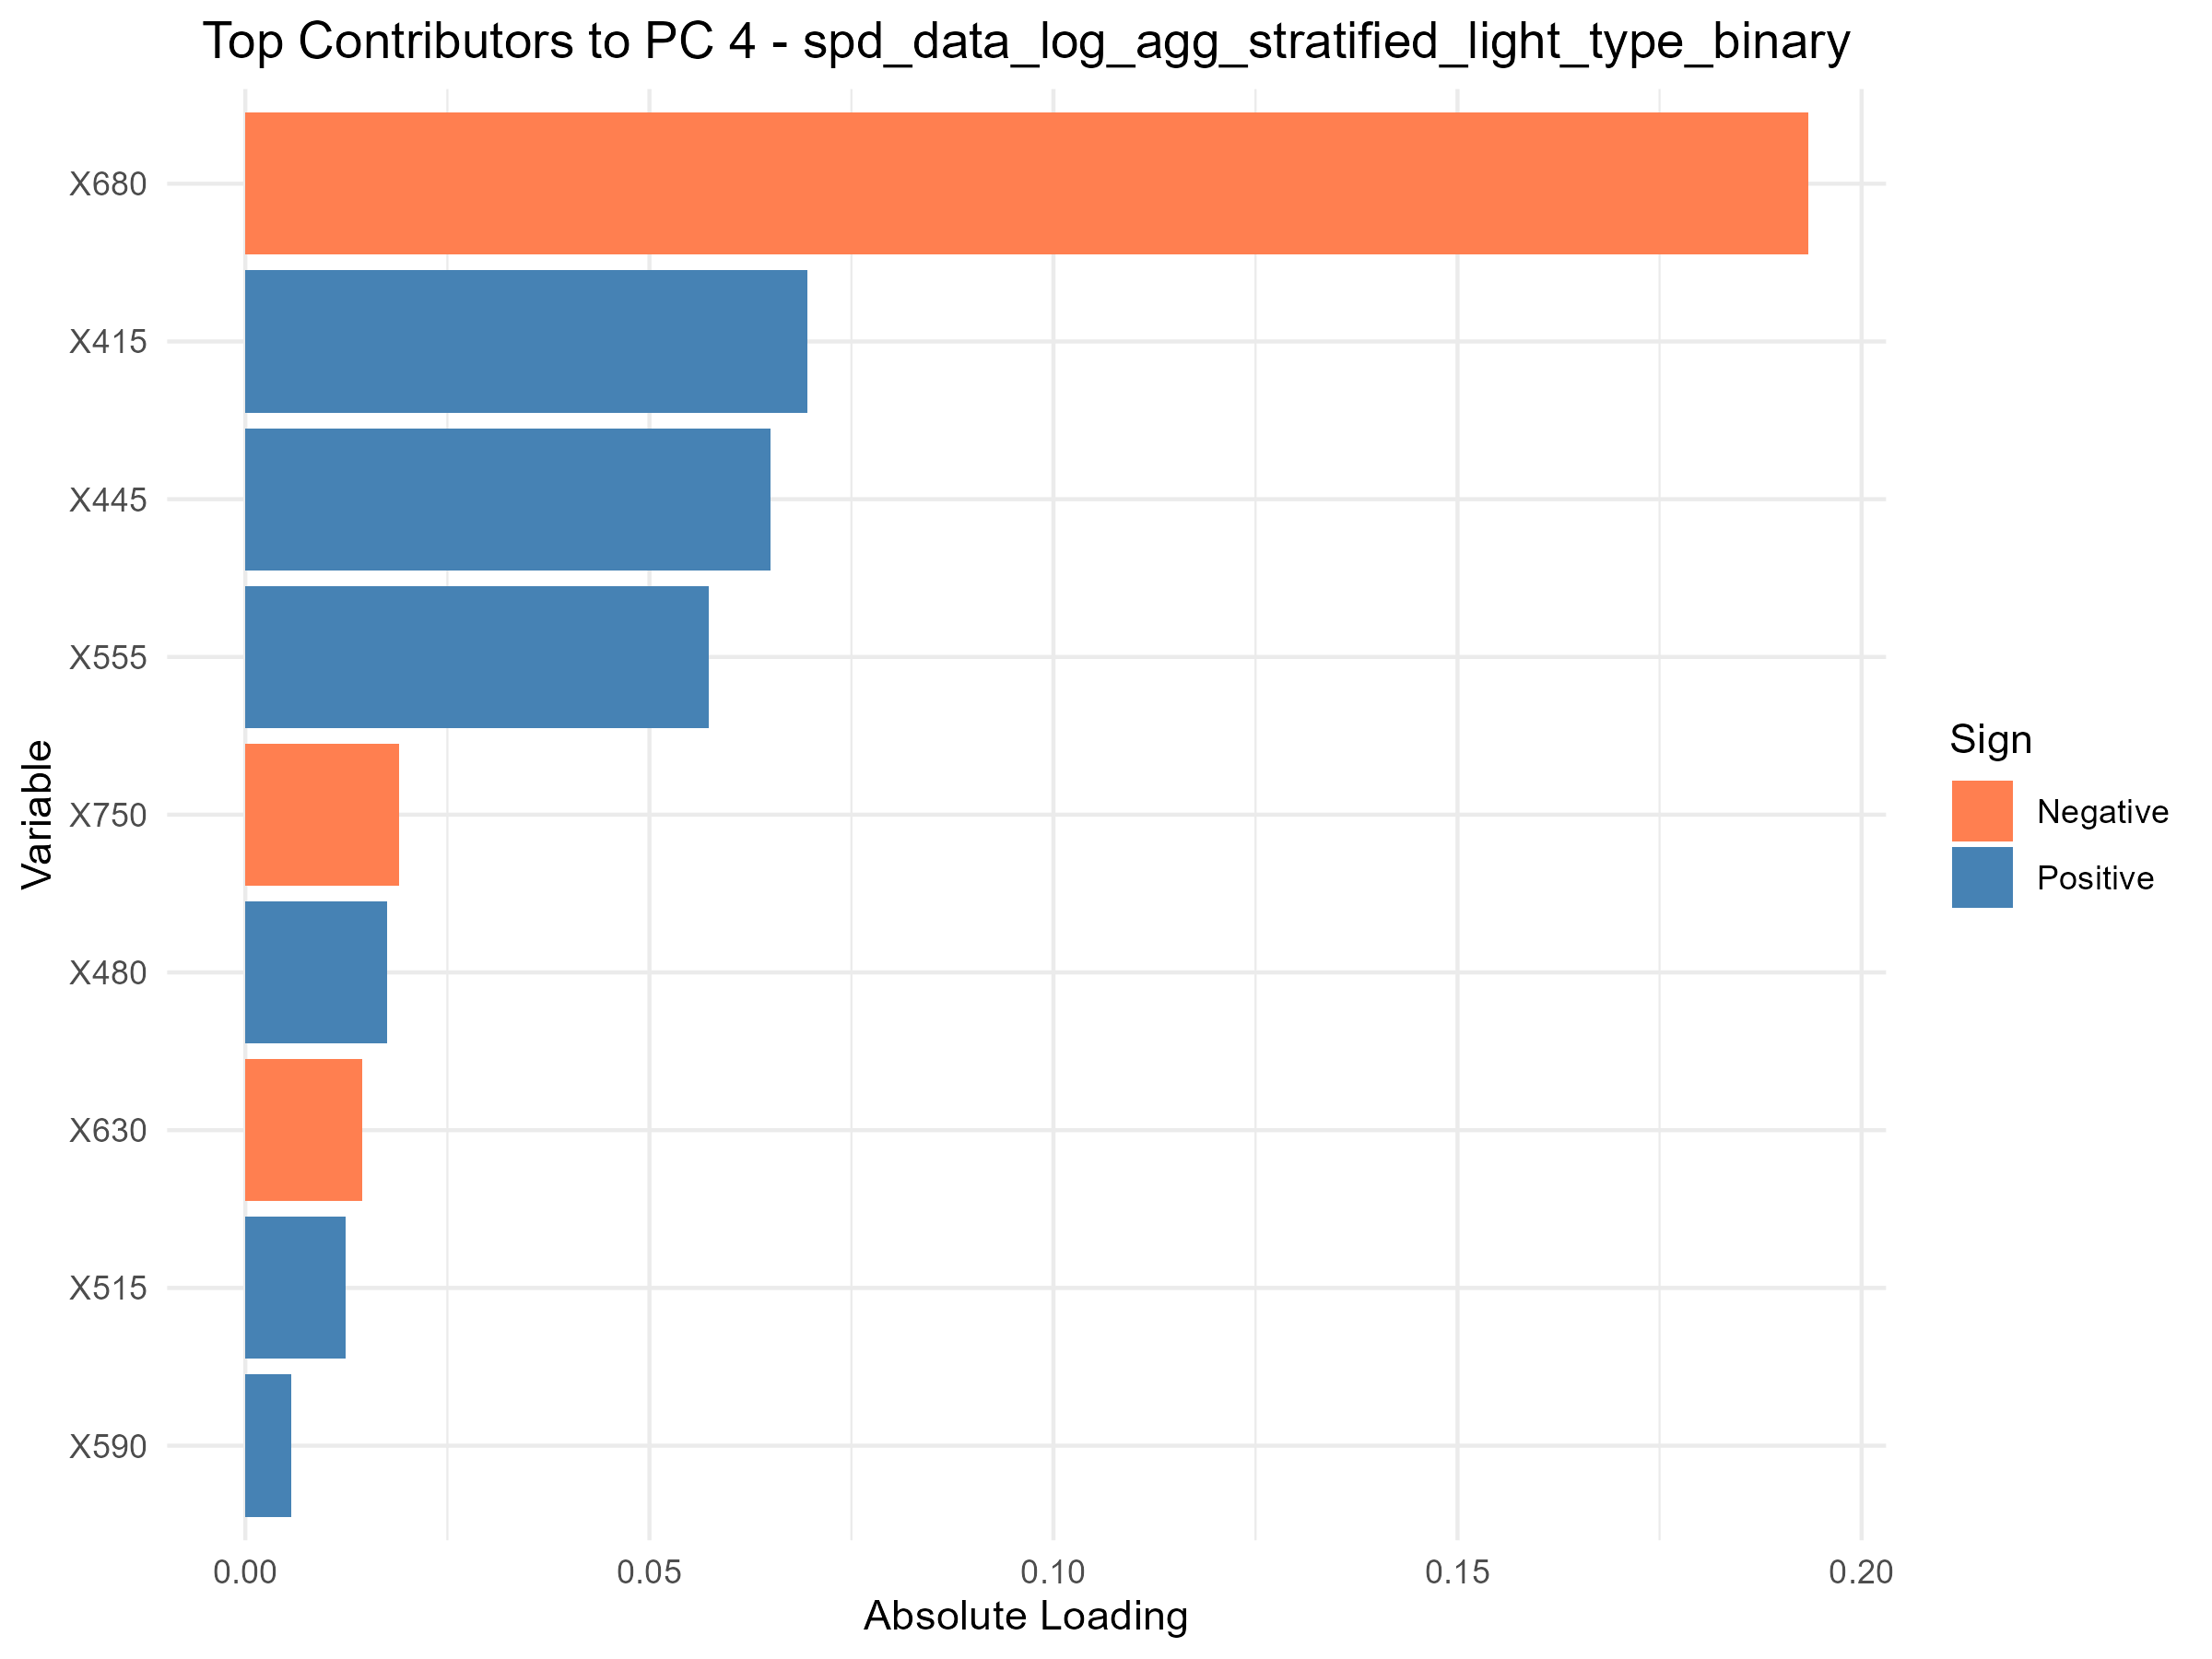 Top Contributors to PC 4 - spd_data_log_agg_stratified_light_type_binary
Variable
X680
X415
X445
X555
X750
X480
X630
X515
X590
0.00 0.05 0.10 0.15 0.20
Absolute Loading
Sign
Negative
Positive